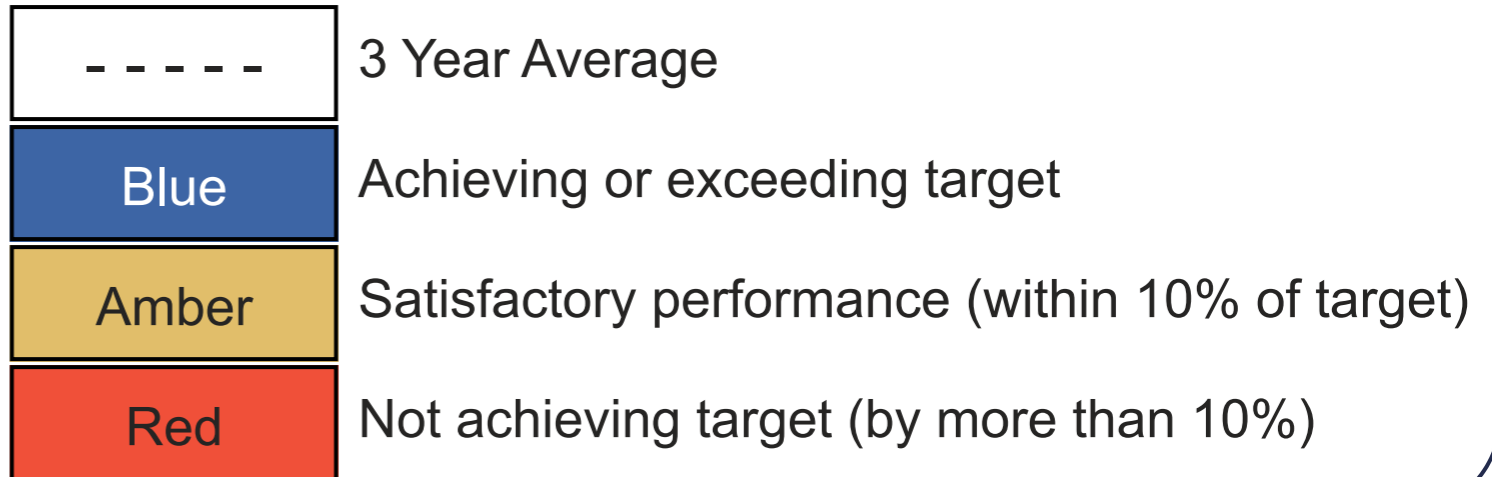 - - - - - 3 Year Average
Blue Achieving or exceeding target
Amber Satisfactory performance (within 10% of target)
Red Not achieving target (by more than 10%)